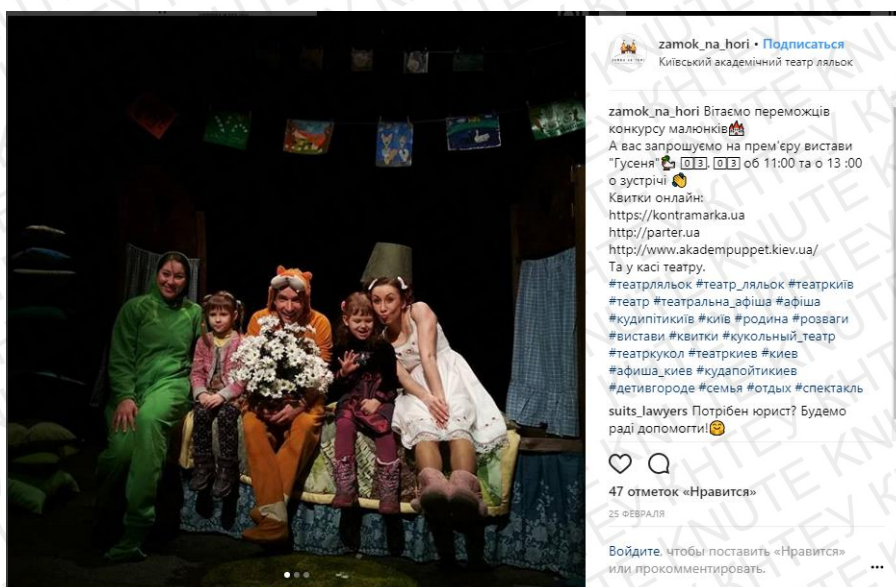 zamok_na_hori • Подписаться
Київський академічний театр ляльок
zamok_na_hori Вітаємо переможців
конкурсу малюнків🏰
А вас запрошуємо на прем'єру вистави
"Гусеня"🦆 03. 03 об 11:00 та о 13 :00
о зустрічі 👏
Квитки онлайн:
https://kontramarka.ua
http://parter.ua
http://www.akadempuppet.kiev.ua/
Та у касі театру.
#театрляльок #театр_ляльок #театркиїв
#театр #театральна_афіша #афіша
#кудипітикиїв #київ #родина #розваги
#вистави #квитки #кукольный_театр
#театркукол #театркиев #киев
#афиша_киев #кудапойтикиев
#детивгороде #семья #отдых #спектакль
suits_lawyers Потрібен юрист? Будемо
раді допомогти!🤗
47 отметок «Нравится»
25 ФЕВРАЛЯ
Войдите, чтобы поставить «Нравится»
или прокомментировать.
KHTEY KNUTE